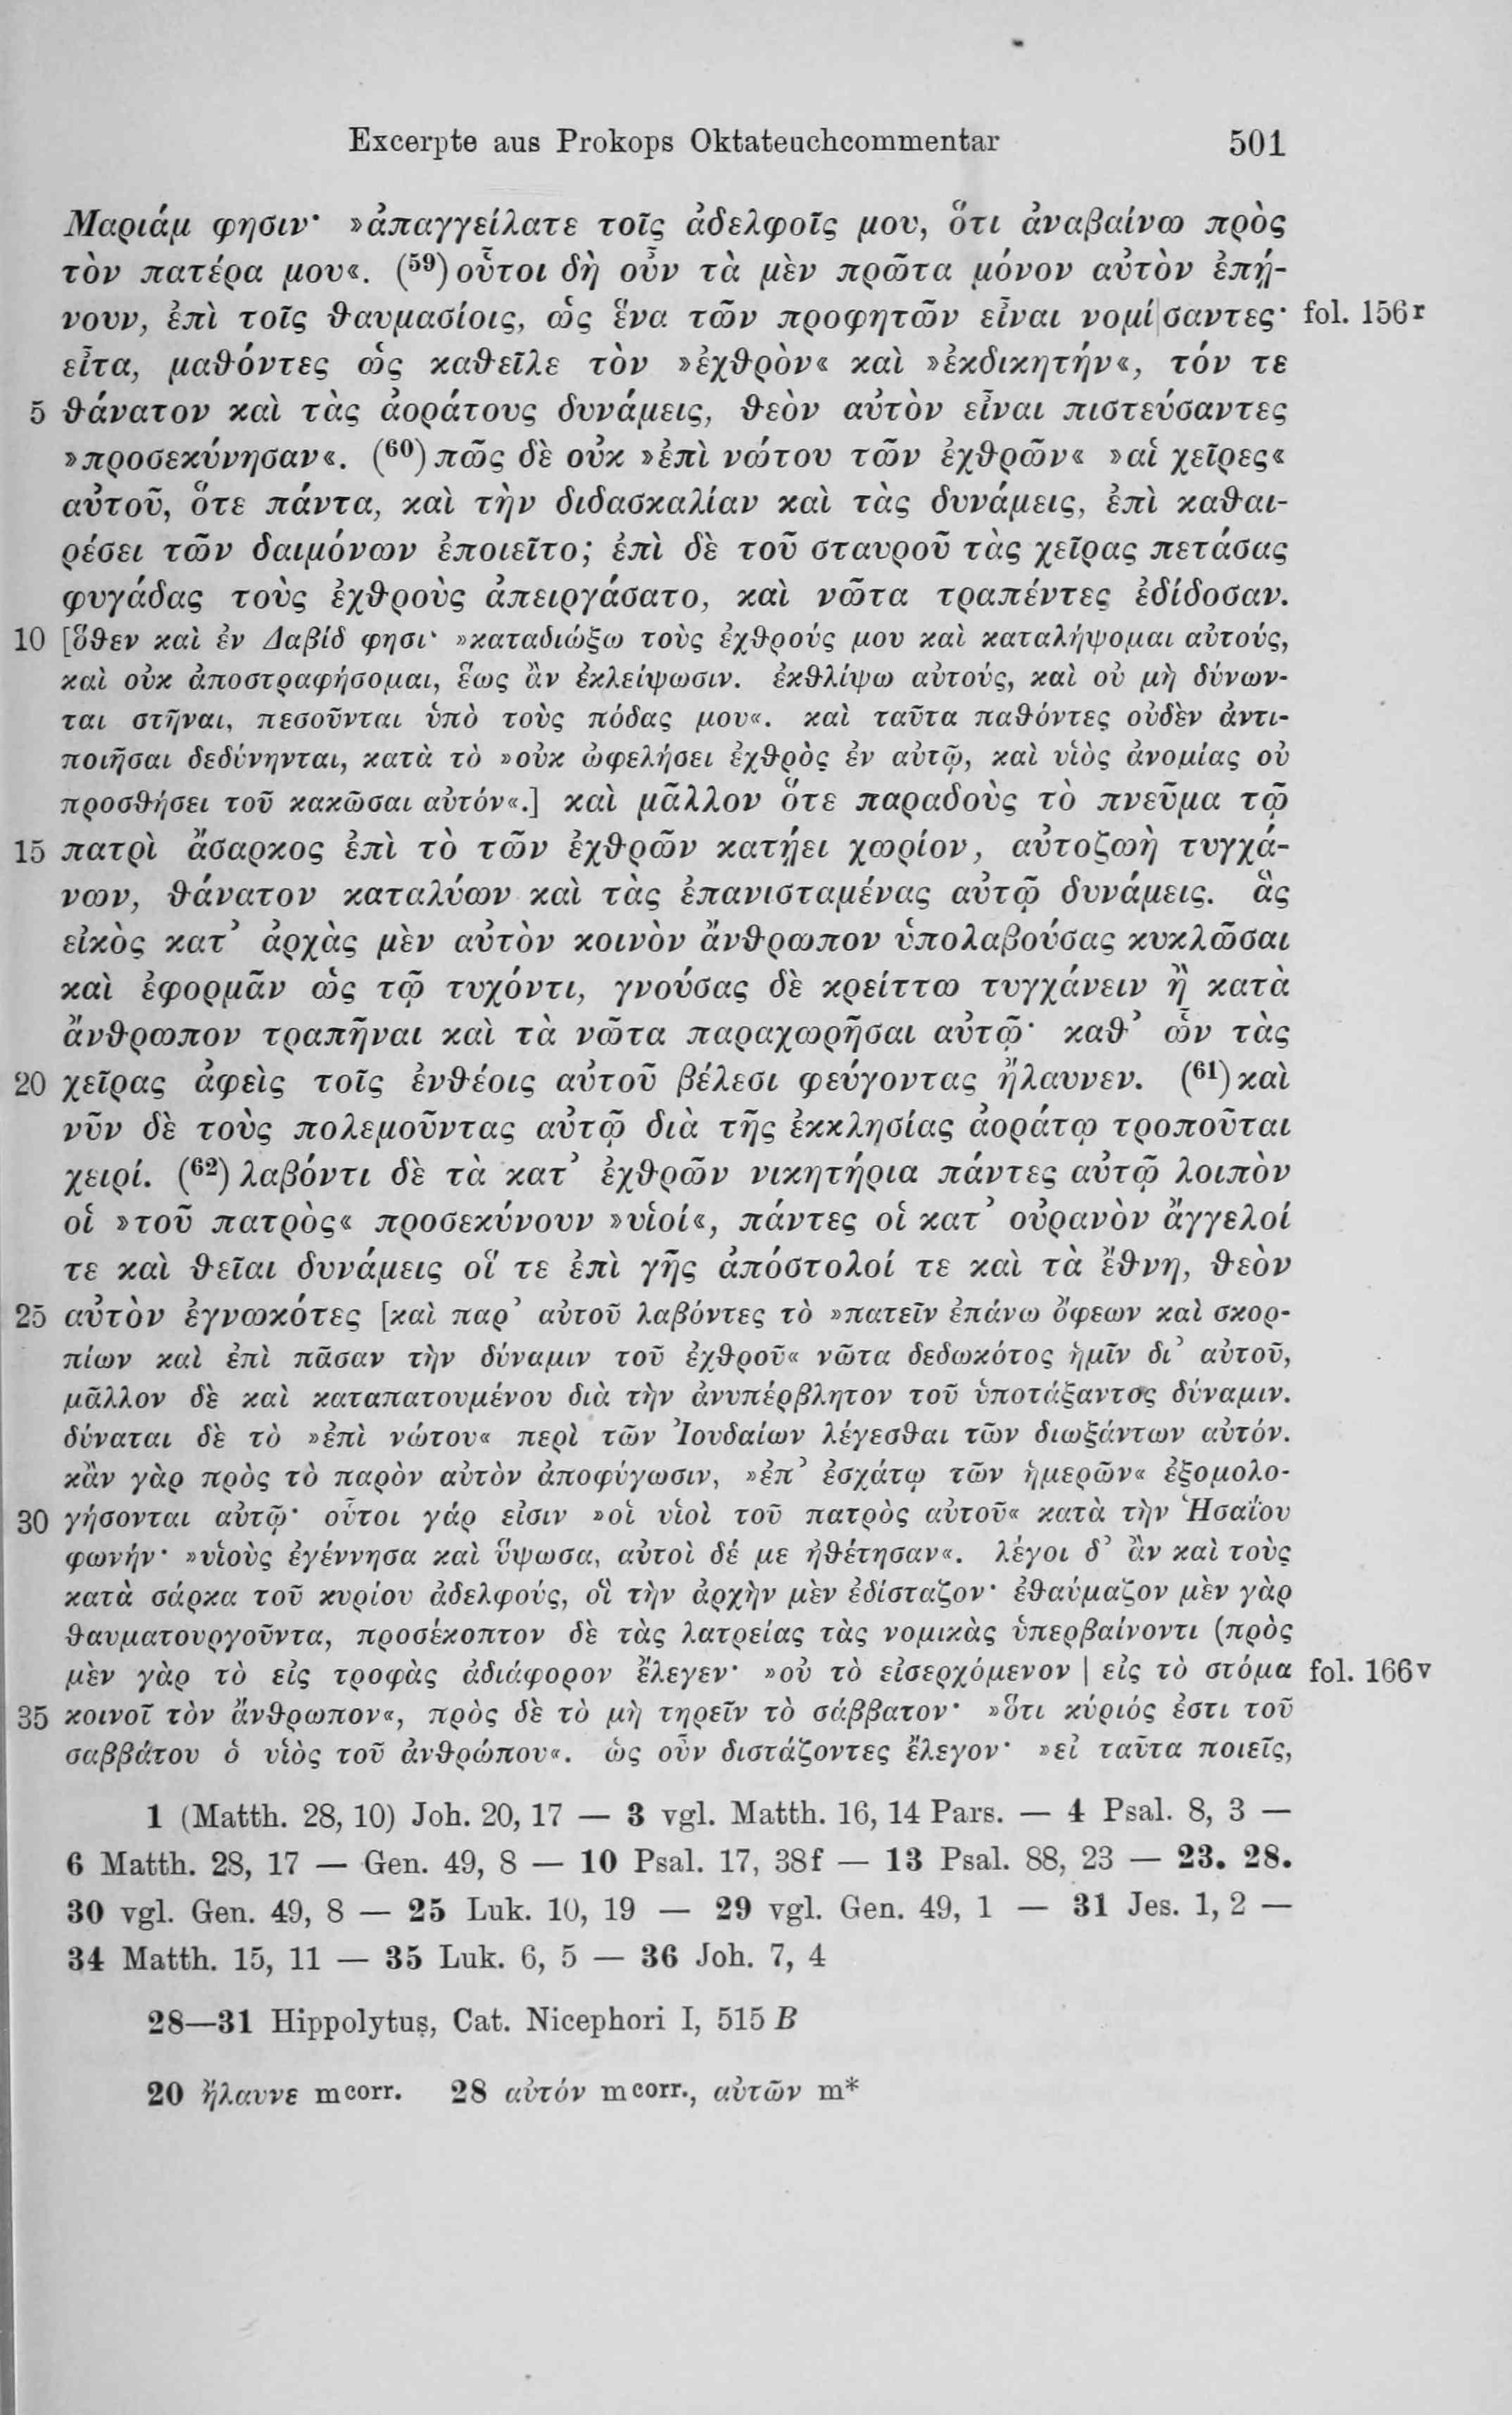 Excerpte aus Prokops Oktateuchcommentar 501
Μαριάμ φησιν· »ἀπαγγείλατε τοῖς ἀδελφοῖς μου, ὅτι ἀναβαίνω πρὸς
τὸν πατέρα μου«. (59) οὗτοι δὴ οὖν τὰ μὲν πρῶτα μόνον αὐτὸν ἐπῄ-
νουν, ἐπὶ τοῖς θαυμασίοις, ὡς ἕνα τῶν προφητῶν εἶναι νομί|σαντες· fol. 156r
εἶτα, μαθόντες ὡς καθεῖλε τὸν »ἐχθρὸν« καὶ »ἐκδικητήν«, τόν τε
5 θάνατον καὶ τὰς ἀοράτους δυνάμεις, θεὸν αὐτὸν εἶναι πιστεύσαντες
»προσεκύνησαν«. (60) πῶς δὲ οὐκ »ἐπὶ νώτου τῶν ἐχθρῶν« »αἱ χεῖρες«
αὐτοῦ, ὅτε πάντα, καὶ τὴν διδασκαλίαν καὶ τὰς δυνάμεις, ἐπὶ καθαι-
ρέσει τῶν δαιμόνων ἐποιεῖτο; ἐπὶ δὲ τοῦ σταυροῦ τὰς χεῖρας πετάσας
φυγάδας τοὺς ἐχθροὺς ἀπειργάσατο, καὶ νῶτα τραπέντες ἐδίδοσαν.
10 [ὅθεν καὶ ἐν Δαβίδ φησι· »καταδιώξω τοὺς ἐχθρούς μου καὶ καταλήψομαι αὐτούς,
καὶ οὐκ ἀποστραφήσομαι, ἕως ἂν ἐκλείψωσιν. ἐκθλίψω αὐτούς, καὶ οὐ μὴ δύνων-
ται στῆναι, πεσοῦνται ὑπὸ τοὺς πόδας μου«. καὶ ταῦτα παθόντες οὐδὲν ἀντι-
ποιῆσαι δεδύνηνται, κατὰ τὸ »οὐκ ὠφελήσει ἐχθρὸς ἐν αὐτῷ, καὶ υἱὸς ἀνομίας οὐ
προσθήσει τοῦ κακῶσαι αὐτόν«.] καὶ μᾶλλον ὅτε παραδοὺς τὸ πνεῦμα τῷ
15 πατρὶ ἄσαρκος ἐπὶ τὸ τῶν ἐχθρῶν κατῄει χωρίον, αὐτοζωὴ τυγχά-
νων, θάνατον καταλύων καὶ τὰς ἐπανισταμένας αὐτῷ δυνάμεις. ἃς
εἰκὸς κατ’ ἀρχὰς μὲν αὐτὸν κοινὸν ἄνθρωπον ὑπολαβούσας κυκλῶσαι
καὶ ἐφορμᾶν ὡς τῷ τυχόντι, γνούσας δὲ κρείττω τυγχάνειν ἢ κατὰ
ἄνθρωπον τραπῆναι καὶ τὰ νῶτα παραχωρῆσαι αὐτῷ· καθ’ ὧν τὰς
20 χεῖρας ἀφεὶς τοῖς ἐνθέοις αὐτοῦ βέλεσι φεύγοντας ἤλαυνεν. (61) καὶ
νῦν δὲ τοὺς πολεμοῦντας αὐτῷ διὰ τῆς ἐκκλησίας ἀοράτῳ τροποῦται
χειρί. (62) λαβόντι δὲ τὰ κατ’ ἐχθρῶν νικητήρια πάντες αὐτῷ λοιπὸν
οἱ »τοῦ πατρὸς« προσεκύνουν »υἱοί«, πάντες οἱ κατ’ οὐρανὸν ἄγγελοί
τε καὶ θεῖαι δυνάμεις οἵ τε ἐπὶ γῆς ἀπόστολοί τε καὶ τὰ ἔθνη, θεὸν
25 αὐτὸν ἐγνωκότες [καὶ παρ’ αὐτοῦ λαβόντες τὸ »πατεῖν ἐπάνω ὄφεων καὶ σκορ-
πίων καὶ ἐπὶ πᾶσαν τὴν δύναμιν τοῦ ἐχθροῦ« νῶτα δεδωκότος ἡμῖν δι’ αὐτοῦ,
μᾶλλον δὲ καὶ καταπατουμένου διὰ τὴν ἀνυπέρβλητον τοῦ ὑποτάξαντος δύναμιν.
δύναται δὲ τὸ »ἐπὶ νώτου« περὶ τῶν Ἰουδαίων λέγεσθαι τῶν διωξάντων αὐτόν.
κἂν γὰρ πρὸς τὸ παρὸν αὐτὸν ἀποφύγωσιν, »ἐπ’ ἐσχάτῳ τῶν ἡμερῶν« ἐξομολο-
30 γήσονται αὐτῷ· οὗτοι γάρ εἰσιν »οἱ υἱοὶ τοῦ πατρὸς αὐτοῦ« κατὰ τὴν Ἡσαΐου
φωνήν· »υἱοὺς ἐγέννησα καὶ ὕψωσα, αὐτοὶ δέ με ἠθέτησαν«. λέγοι δ’ ἂν καὶ τοὺς
κατὰ σάρκα τοῦ κυρίου ἀδελφούς, οἳ τὴν ἀρχὴν μὲν ἐδίσταζον· ἐθαύμαζον μὲν γὰρ
θαυματουργοῦντα, προσέκοπτον δὲ τὰς λατρείας τὰς νομικὰς ὑπερβαίνοντι (πρὸς
μὲν γὰρ τὸ εἰς τροφὰς ἀδιάφορον ἔλεγεν· »οὐ τὸ εἰσερχόμενον | εἰς τὸ στόμα fol. 166v
35 κοινοῖ τὸν ἄνθρωπον«, πρὸς δὲ τὸ μὴ τηρεῖν τὸ σάββατον· »ὅτι κύριός ἐστι τοῦ
σαββάτου ὁ υἱὸς τοῦ ἀνθρώπου«. ὡς οὖν διστάζοντες ἔλεγον· »εἰ ταῦτα ποιεῖς,
1 (Matth. 28, 10) Joh. 20, 17 — 3 vgl. Matth. 16, 14 Pars. — 4 Psal. 8, 3 —
6 Matth. 28, 17 — Gen. 49, 8 — 10 Psal. 17, 38f — 13 Psal. 88, 23 — 23. 28.
30 vgl. Gen. 49, 8 — 25 Luk. 10, 19 — 29 vgl. Gen. 49, 1 — 31 Jes. 1, 2 —
34 Matth. 15, 11 — 35 Luk. 6, 5 — 36 Joh. 7, 4
28—31 Hippolytus, Cat. Nicephori I, 515 B
20 ἤλαυνε mcorr. 28 αὐτόν mcorr., αὐτῶν m*